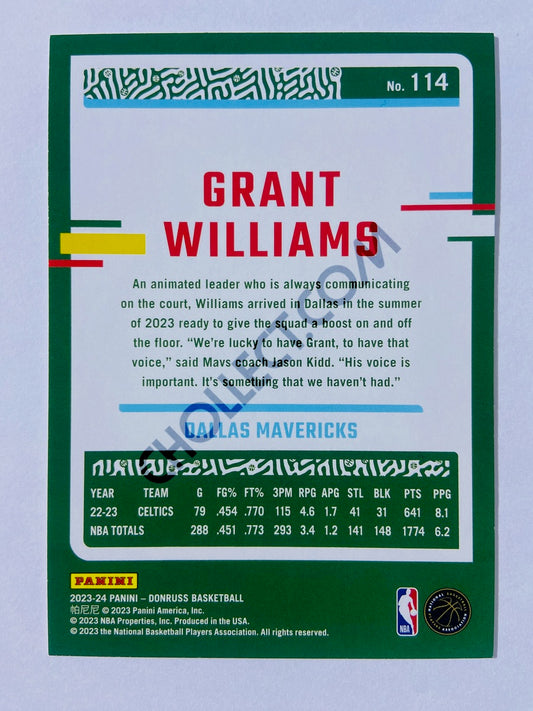 No. 114
GRANT
WILLIAMS
An animated leader who is always communicating
on the court, Williams arrived in Dallas in the summer
of 2023 ready to give the squad a boost on and off
the floor. “We’re lucky to have Grant, to have that
voice,” said Mavs coach Jason Kidd. “His voice is
important. It’s something that we haven’t had.”
CHOLLECT.COM
DALLAS MAVERICKS
YEAR TEAM G FG% FT% 3PM RPG APG STL BLK PTS PPG
22-23 CELTICS 79 .454 .770 115 4.6 1.7 41 31 641 8.1
NBA TOTALS 288 .451 .773 293 3.4 1.2 141 148 1774 6.2
PANINI
2023-24 PANINI – DONRUSS BASKETBALL
帕尼尼 © 2023 Panini America, Inc.
© 2023 NBA Properties, Inc. Produced in the USA.
© 2023 the National Basketball Players Association. All rights reserved.
NBA
NATIONAL BASKETBALL PLAYERS ASSOCIATION